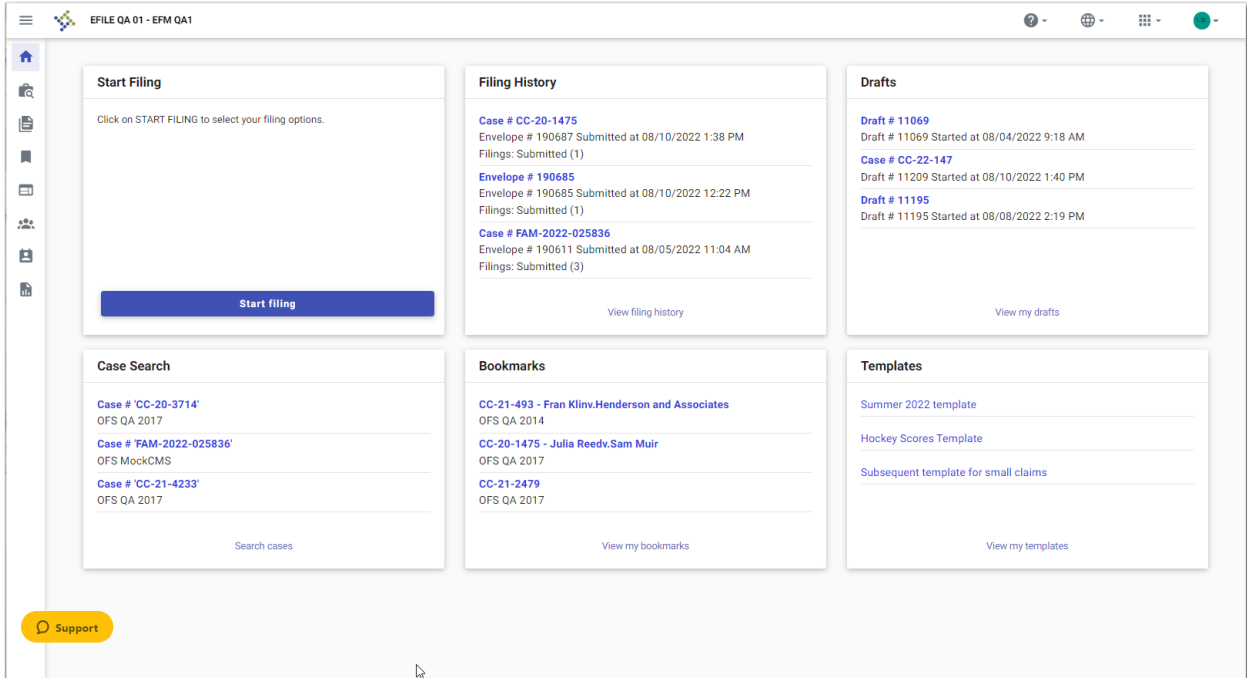 EFILE QA 01 - EFM QA1
LG
Start Filing
Click on START FILING to select your filing options.
Start filing
Filing History
Case # CC-20-1475
Envelope # 190687 Submitted at 08/10/2022 1:38 PM
Filings: Submitted (1)
Envelope # 190685
Envelope # 190685 Submitted at 08/10/2022 12:22 PM
Filings: Submitted (1)
Case # FAM-2022-025836
Envelope # 190611 Submitted at 08/05/2022 11:04 AM
Filings: Submitted (3)
View filing history
Drafts
Draft # 11069
Draft # 11069 Started at 08/04/2022 9:18 AM
Case # CC-22-147
Draft # 11209 Started at 08/10/2022 1:40 PM
Draft # 11195
Draft # 11195 Started at 08/08/2022 2:19 PM
View my drafts
Case Search
Case # 'CC-20-3714'
OFS QA 2017
Case # 'FAM-2022-025836'
OFS MockCMS
Case # 'CC-21-4233'
OFS QA 2017
Search cases
Bookmarks
CC-21-493 - Fran Klinv.Henderson and Associates
OFS QA 2014
CC-20-1475 - Julia Reedv.Sam Muir
OFS QA 2017
CC-21-2479
OFS QA 2017
View my bookmarks
Templates
Summer 2022 template
Hockey Scores Template
Subsequent template for small claims
View my templates
Support